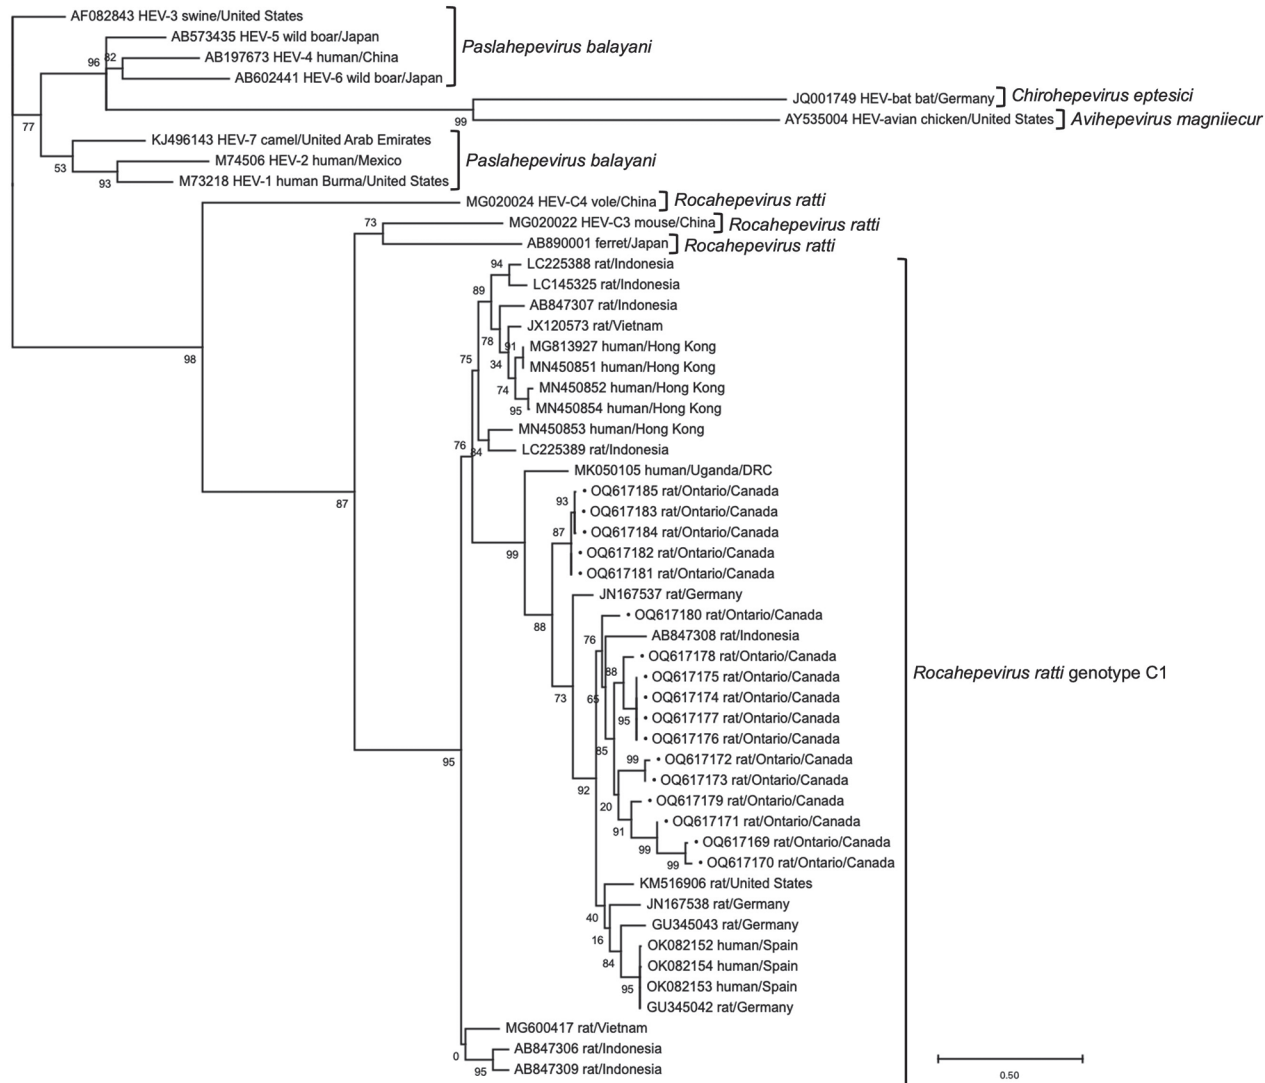 AF082843 HEV-3 swine/United States
AB573435 HEV-5 wild boar/Japan
96
82
AB197673 HEV-4 human/China
AB602441 HEV-6 wild boar/Japan
Paslahepevirus balayani
JQ001749 HEV-bat bat/Germany
Chirohepevirus eptesici
99
AY535004 HEV-avian chicken/United States
Avihepevirus magniiecur
77
KJ496143 HEV-7 camel/United Arab Emirates
53
M74506 HEV-2 human/Mexico
93
M73218 HEV-1 human Burma/United States
Paslahepevirus balayani
MG020024 HEV-C4 vole/China
Rocahepevirus ratti
73
MG020022 HEV-C3 mouse/China
Rocahepevirus ratti
AB890001 ferret/Japan
Rocahepevirus ratti
94
LC225388 rat/Indonesia
89
LC145325 rat/Indonesia
AB847307 rat/Indonesia
78
JX120573 rat/Vietnam
91
MG813927 human/Hong Kong
98
75
34
MN450851 human/Hong Kong
74
MN450852 human/Hong Kong
95
MN450854 human/Hong Kong
MN450853 human/Hong Kong
76
84
LC225389 rat/Indonesia
MK050105 human/Uganda/DRC
87
93
OQ617185 rat/Ontario/Canada
OQ617183 rat/Ontario/Canada
87
OQ617184 rat/Ontario/Canada
99
OQ617182 rat/Ontario/Canada
OQ617181 rat/Ontario/Canada
JN167537 rat/Germany
88
OQ617180 rat/Ontario/Canada
76
AB847308 rat/Indonesia
OQ617178 rat/Ontario/Canada
88
OQ617175 rat/Ontario/Canada
Rocahepevirus ratti genotype C1
73
65
OQ617174 rat/Ontario/Canada
95
OQ617177 rat/Ontario/Canada
OQ617176 rat/Ontario/Canada
95
85
99
OQ617172 rat/Ontario/Canada
OQ617173 rat/Ontario/Canada
92
20
OQ617179 rat/Ontario/Canada
91
OQ617171 rat/Ontario/Canada
99
OQ617169 rat/Ontario/Canada
99
OQ617170 rat/Ontario/Canada
KM516906 rat/United States
40
JN167538 rat/Germany
16
GU345043 rat/Germany
84
OK082152 human/Spain
OK082154 human/Spain
95
OK082153 human/Spain
GU345042 rat/Germany
MG600417 rat/Vietnam
0
AB847306 rat/Indonesia
95
AB847309 rat/Indonesia
0.50